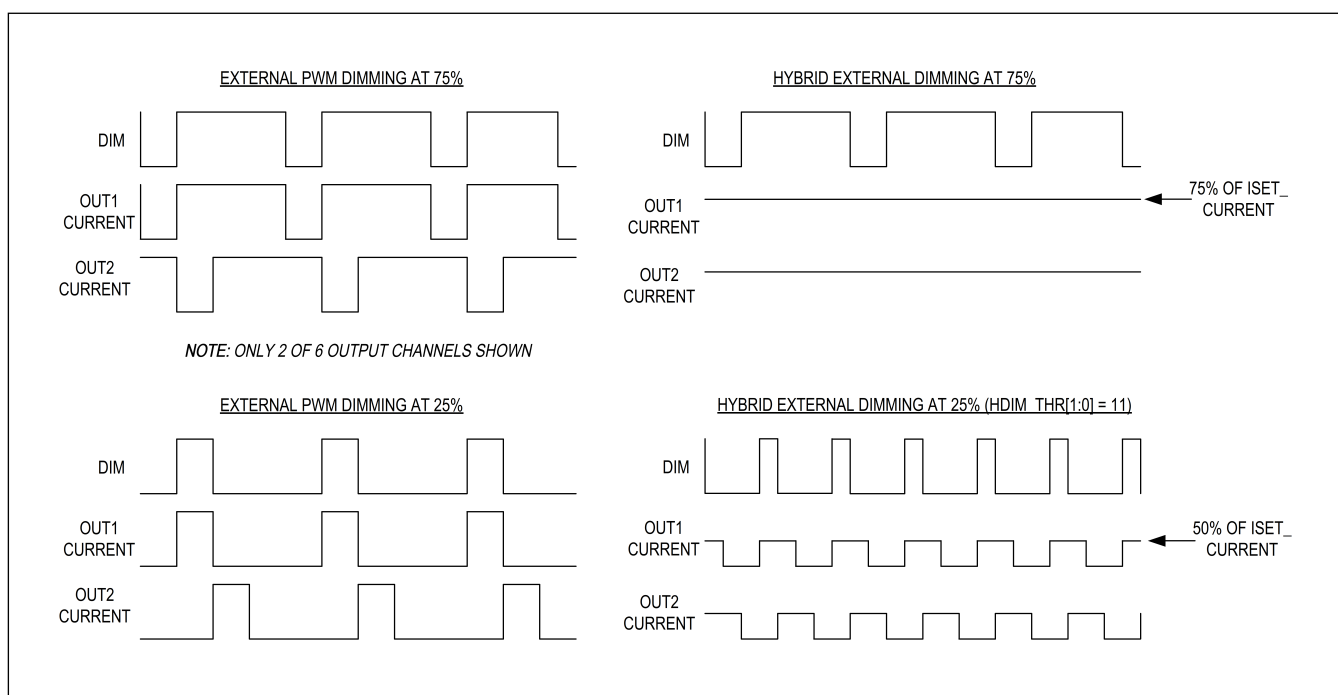 EXTERNAL PWM DIMMING AT 75%
DIM
OUT1
CURRENT
OUT2
CURRENT
NOTE: ONLY 2 OF 6 OUTPUT CHANNELS SHOWN
HYBRID EXTERNAL DIMMING AT 75%
DIM
OUT1
CURRENT
75% OF ISET_
CURRENT
OUT2
CURRENT
EXTERNAL PWM DIMMING AT 25%
DIM
OUT1
CURRENT
OUT2
CURRENT
HYBRID EXTERNAL DIMMING AT 25% (HDIM_THR[1:0] = 11)
DIM
OUT1
CURRENT
50% OF ISET_
CURRENT
OUT2
CURRENT